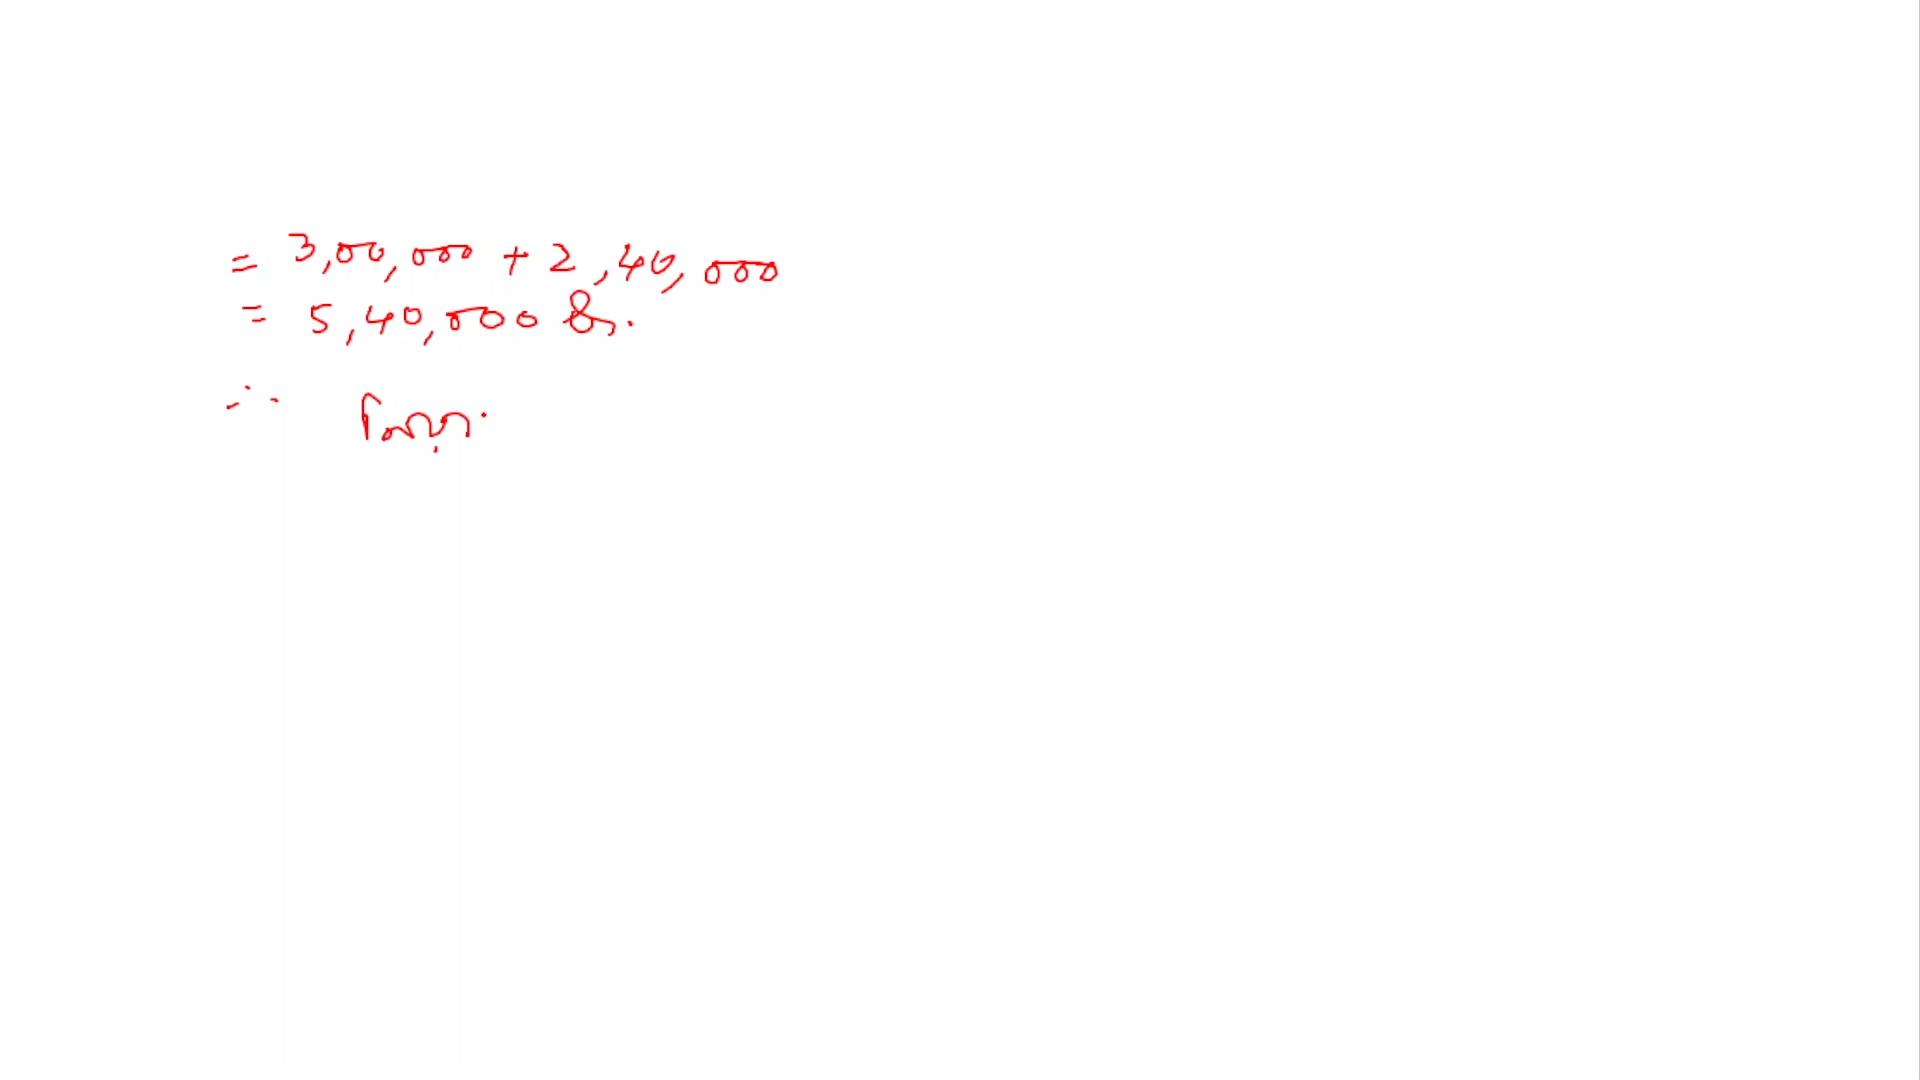 = 3,00,000 + 2,40,000
= 5,40,000 රු.
∴